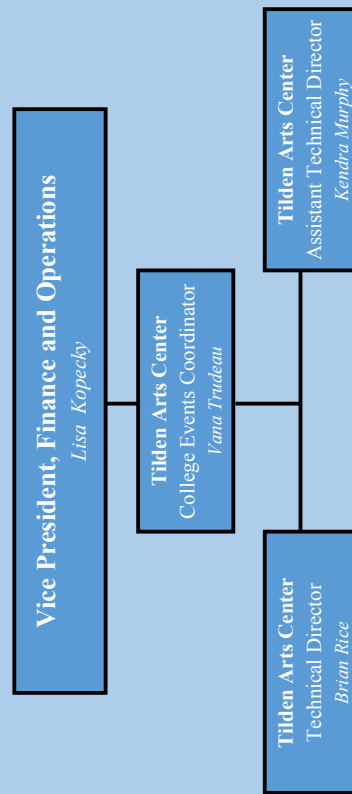 Vice President, Finance and Operations
Lisa Kopecky
Tilden Arts Center
College Events Coordinator
Vana Trudeau
Tilden Arts Center
Technical Director
Brian Rice
Tilden Arts Center
Assistant Technical Director
Kendra Murphy